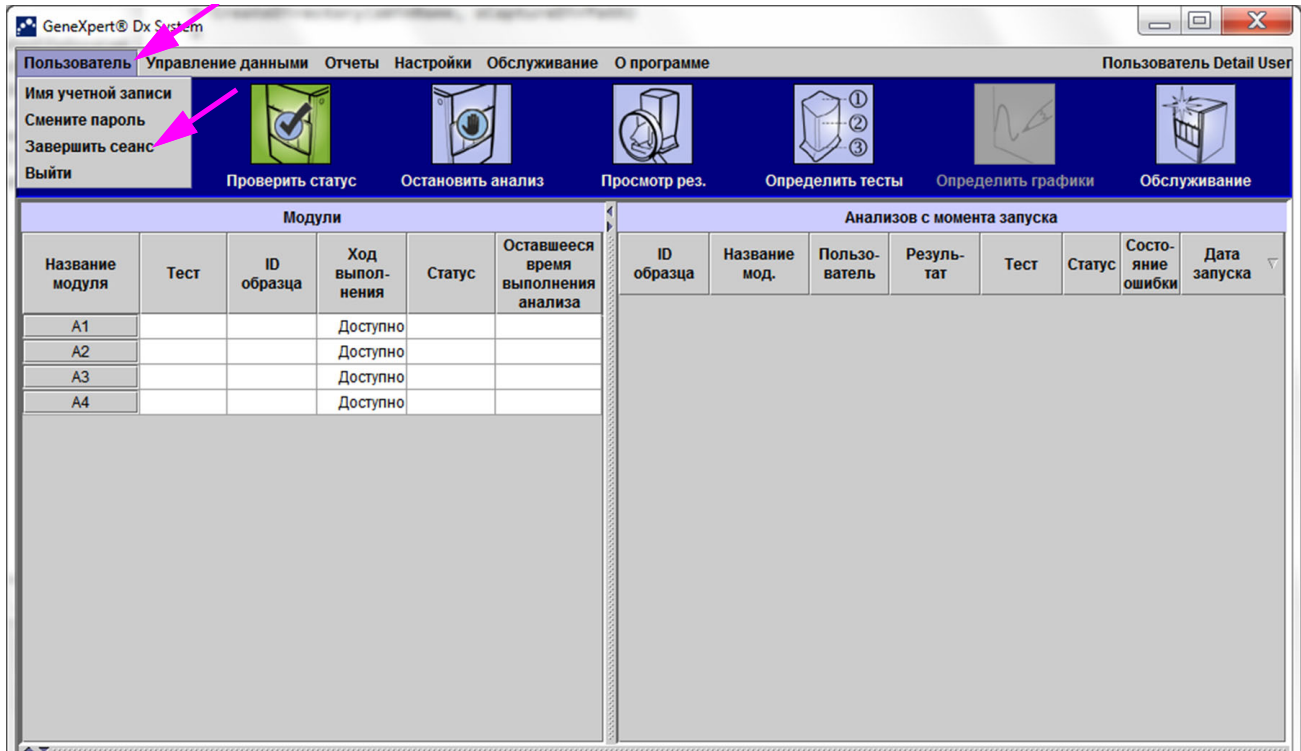 GeneXpert® Dx System
Пользователь Управление данными Отчеты Настройки Обслуживание О программе Пользователь Detail User
Имя учетной записи
Смените пароль
Завершить сеанс
Выйти
Проверить статус Остановить анализ Просмотр рез. Определить тесты Определить графики Обслуживание
1
2
3
Модули
Название модуля
Тест
ID образца
Ход выпол-
нения
Статус
Оставшееся
время
выполнения
анализа
A1 Доступно
A2 Доступно
A3 Доступно
A4 Доступно
Анализов с момента запуска
ID
образца
Название
мод.
Пользо-
ватель
Резуль-
тат
Тест
Статус
Состо-
яние
ошибки
Дата
запуска